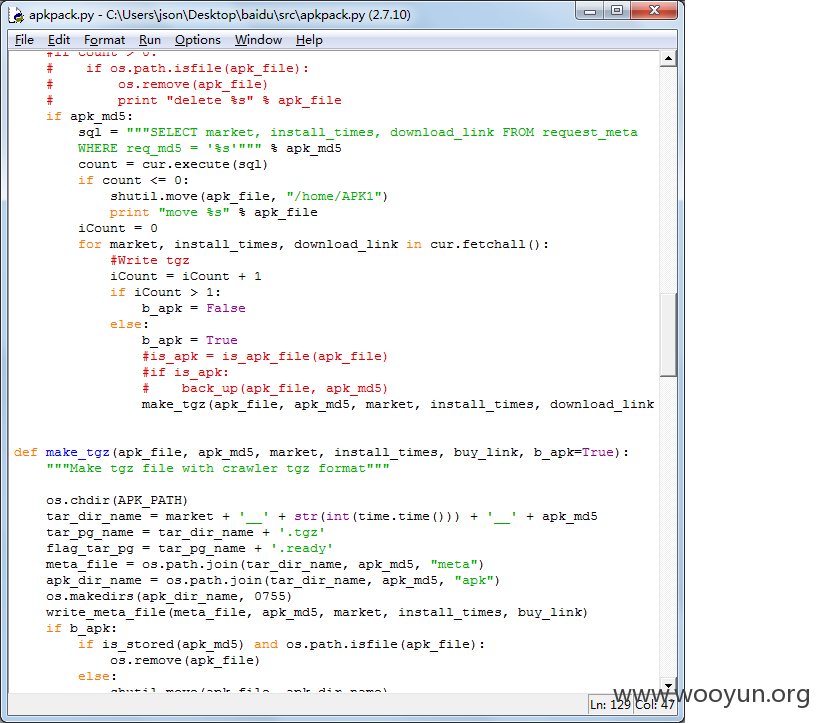 apkpack.py - C:\Users\json\Desktop\baidu\src\apkpack.py (2.7.10)
File Edit Format Run Options Window Help
#if count > 0:
#    if os.path.isfile(apk_file):
#        os.remove(apk_file)
#        print "delete %s" % apk_file
if apk_md5:
sql = """SELECT market, install_times, download_link FROM request_meta
WHERE req_md5 = '%s'""" % apk_md5
count = cur.execute(sql)
if count <= 0:
shutil.move(apk_file, "/home/APK1")
print "move %s" % apk_file
iCount = 0
for market, install_times, download_link in cur.fetchall():
#Write tgz
iCount = iCount + 1
if iCount > 1:
b_apk = False
else:
b_apk = True
#is_apk = is_apk_file(apk_file)
#if is_apk:
#    back_up(apk_file, apk_md5)
make_tgz(apk_file, apk_md5, market, install_times, download_link
def make_tgz(apk_file, apk_md5, market, install_times, buy_link, b_apk=True):
"""Make tgz file with crawler tgz format"""
os.chdir(APK_PATH)
tar_dir_name = market + '__' + str(int(time.time())) + '__' + apk_md5
tar_pg_name = tar_dir_name + '.tgz'
flag_tar_pg = tar_pg_name + '.ready'
meta_file = os.path.join(tar_dir_name, apk_md5, "meta")
apk_dir_name = os.path.join(tar_dir_name, apk_md5, "apk")
os.makedirs(apk_dir_name, 0755)
write_meta_file(meta_file, apk_md5, market, install_times, buy_link)
if b_apk:
if is_stored(apk_md5) and os.path.isfile(apk_file):
os.remove(apk_file)
else:
shutil.move(apk_file, apk_dir_name)
Ln: 129 Col: 47
www.wooyun.org